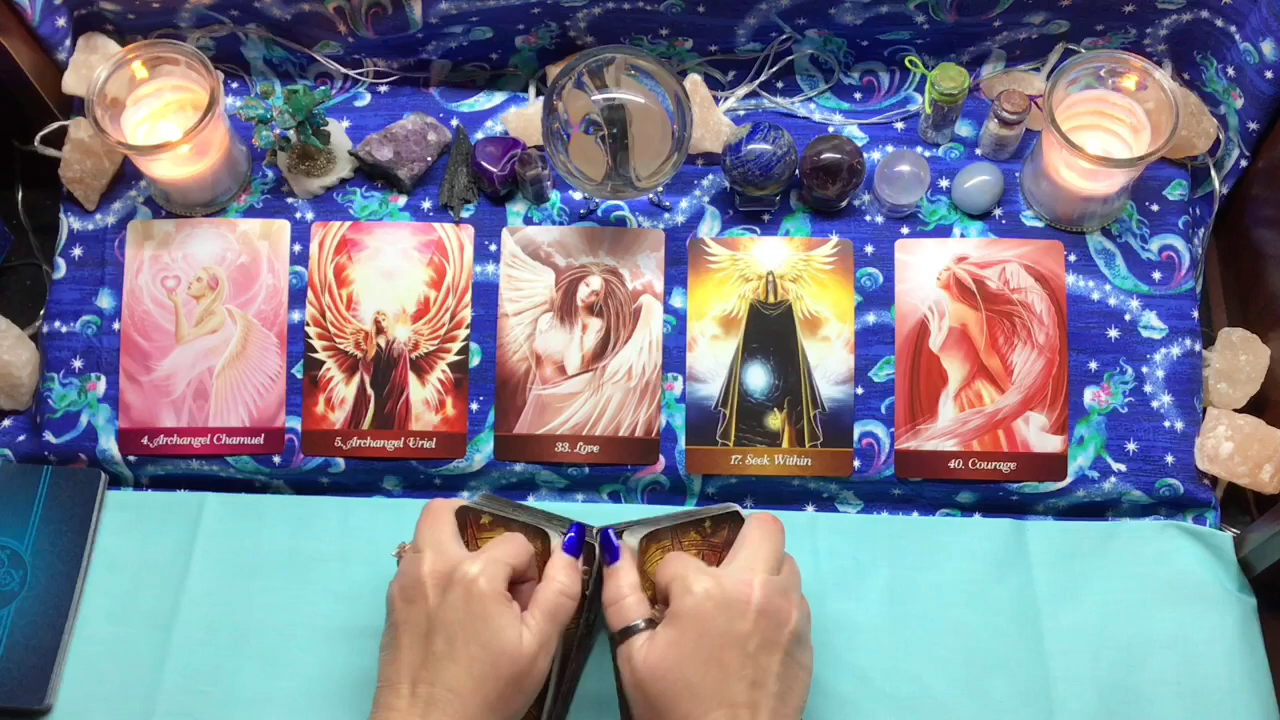 4. Archangel Chamuel
5. Archangel Uriel
33. Love
17. Seek Within
40. Courage